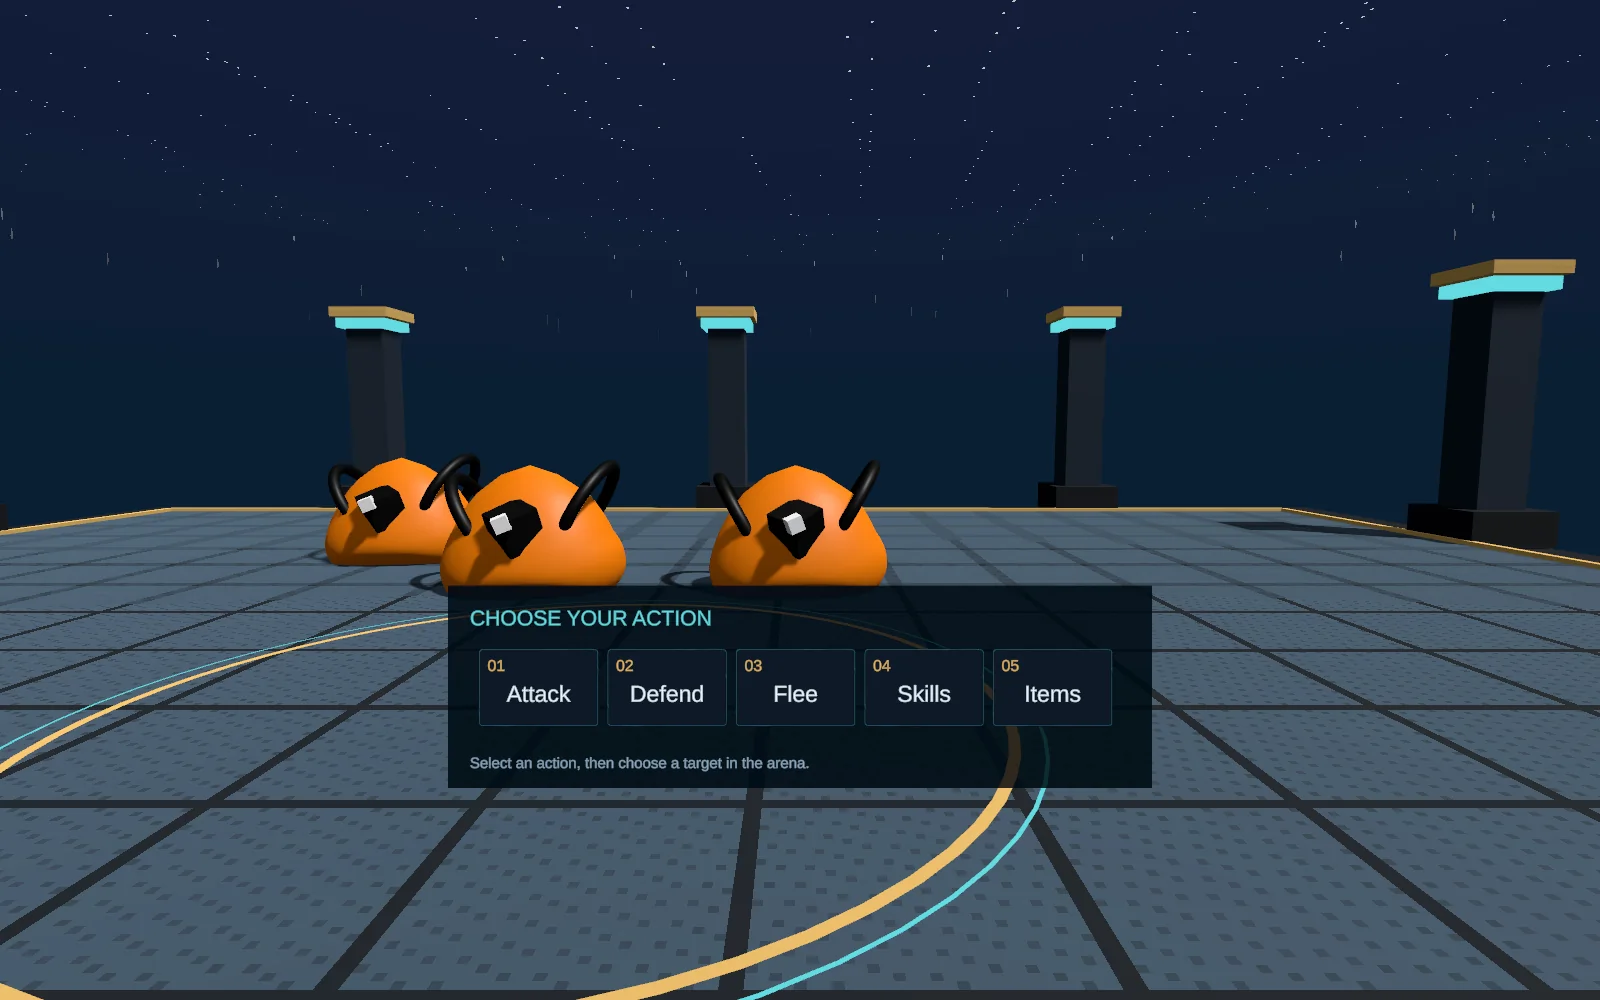 CHOOSE YOUR ACTION
01 02 03 04 05
Attack Defend Flee Skills Items
Select an action, then choose a target in the arena.